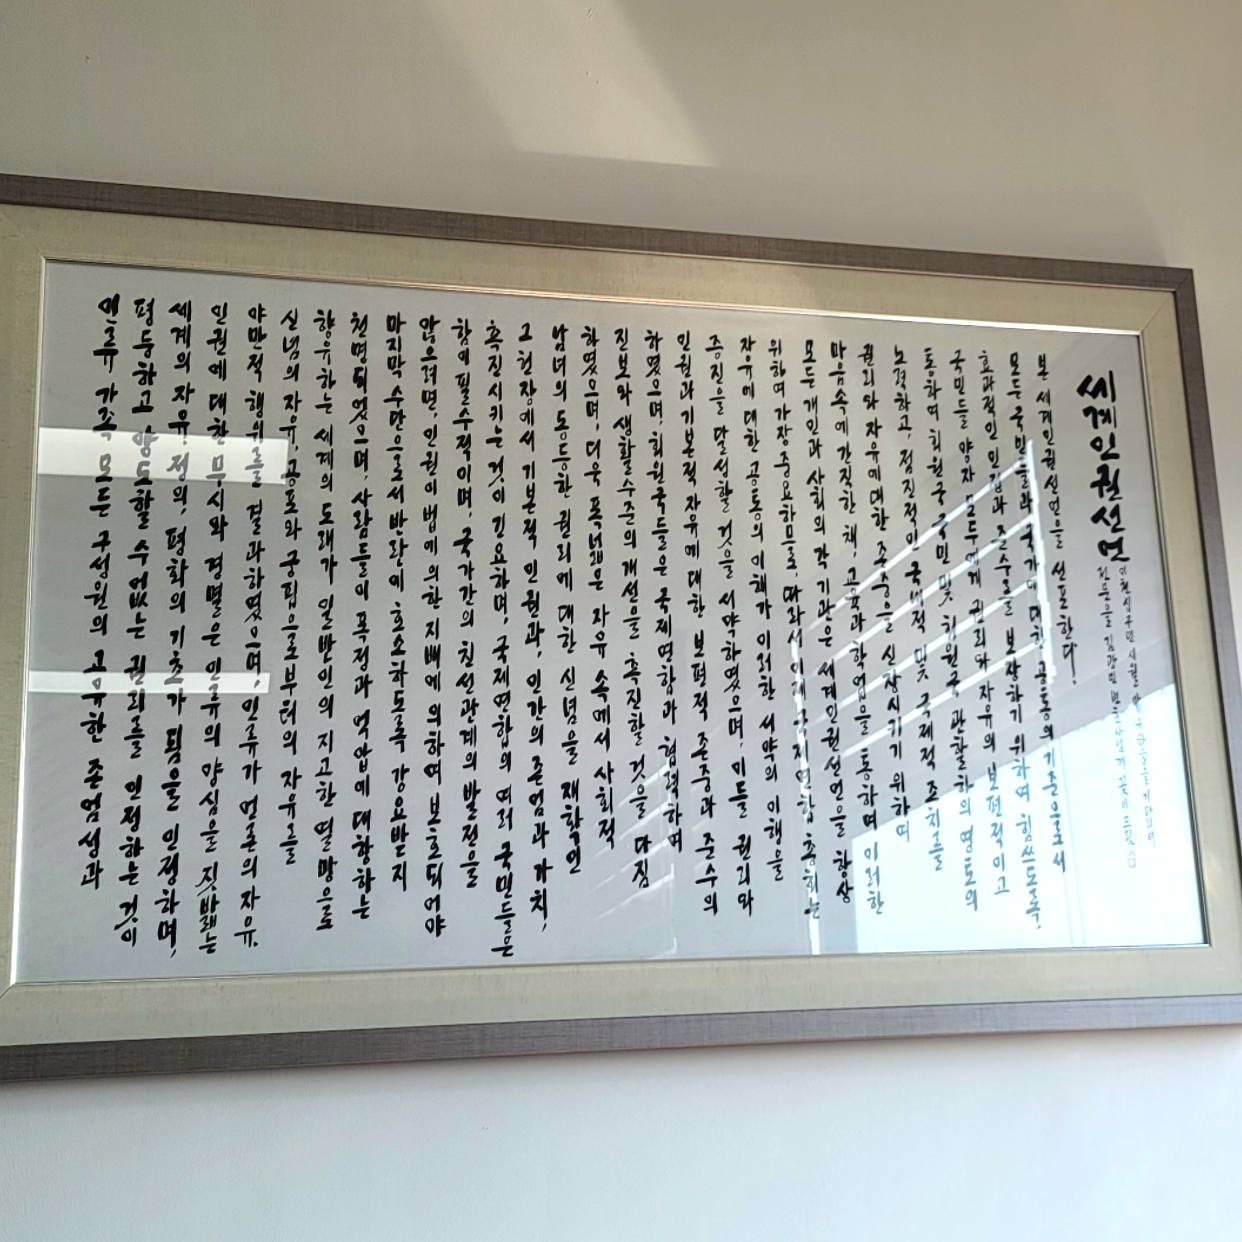 인류 가족 모든 구성원의 고유한 존엄성과
평등하고 양도할 수 없는 권리를 인정하는 것이
세계의 자유, 정의, 평화의 기초가 됨을 인정하며,
인권에 대한 무시와 경멸은 인류의 양심을 짓밟는
야만적 행위를 결과하였으며, 인류가 언론의 자유,
신념의 자유, 공포와 궁핍으로부터의 자유를
향유하는 세계의 도래가 일반인의 지고한 열망으로
천명되었으며, 사람들이 폭정과 억압에 대항하는
마지막 수단으로서 반란에 호소하도록 강요받지
않으려면, 인권이 법에 의한 지배에 의하여 보호되어야
함이 필수적이며, 국가간의 친선관계의 발전을
촉진시키는 것이 긴요하며, 국제연합의 여러 국민들은
그 헌장에서 기본적 인권과, 인간의 존엄과 가치,
남녀의 동등한 권리에 대한 신념을 재확인
하였으며, 더욱 폭넓은 자유 속에서 사회적
진보와 생활수준의 개선을 촉진할 것을 다짐
하였으며, 회원국들은 국제연합과 협력하여
인권과 기본적 자유에 대한 보편적 존중과 준수의
증진을 달성할 것을 서약하였으며, 이들 권리와
자유에 대한 공통의 이해가 이러한 서약의 이행을
위하여 가장 중요하므로, 따라서 이제 국제연합 총회는
모든 개인과 사회의 각 기관은 세계인권선언을 항상
마음속에 간직한 채, 교육과 학업을 통하여 이러한
권리와 자유에 대한 존중을 신장시키기 위하여
노력하고, 점진적인 국내적 및 국제적 조치를
통하여 회원국 국민 및 회원국 관할하의 영토의
국민들 양자 모두에게 권리와 자유의 보편적이고
효과적인 인정과 준수를 보장하기 위하여 힘쓰도록,
모든 국민들과 국가에 대한 공통의 기준으로서
본 세계인권선언을 선포한다!
세계인권선언
전문을 김광민 변호사님께 드림